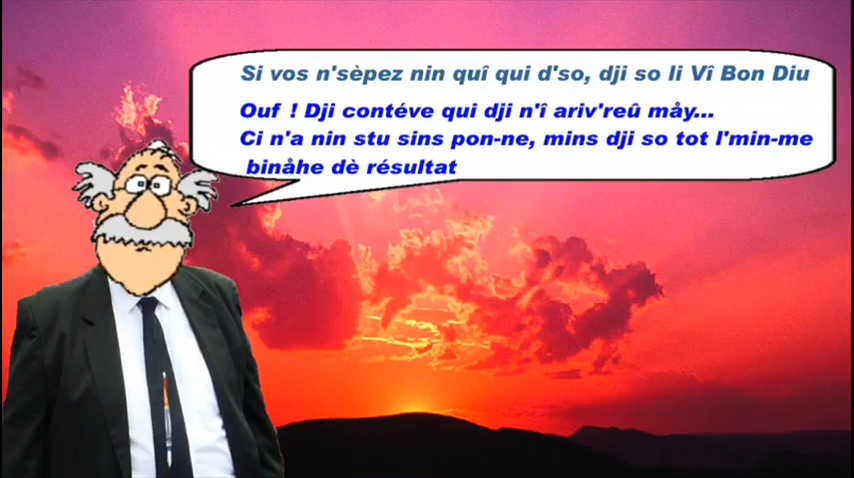 Si vos n'sèpez nin quî qui d'so, dji so li Vî Bon Diu
Ouf ! Dji contéve qui dji n'î ariv'reû måy...
Ci n'a nin stu sins pon-ne, mins dji so tot l'min-me
binåhe dè résultat